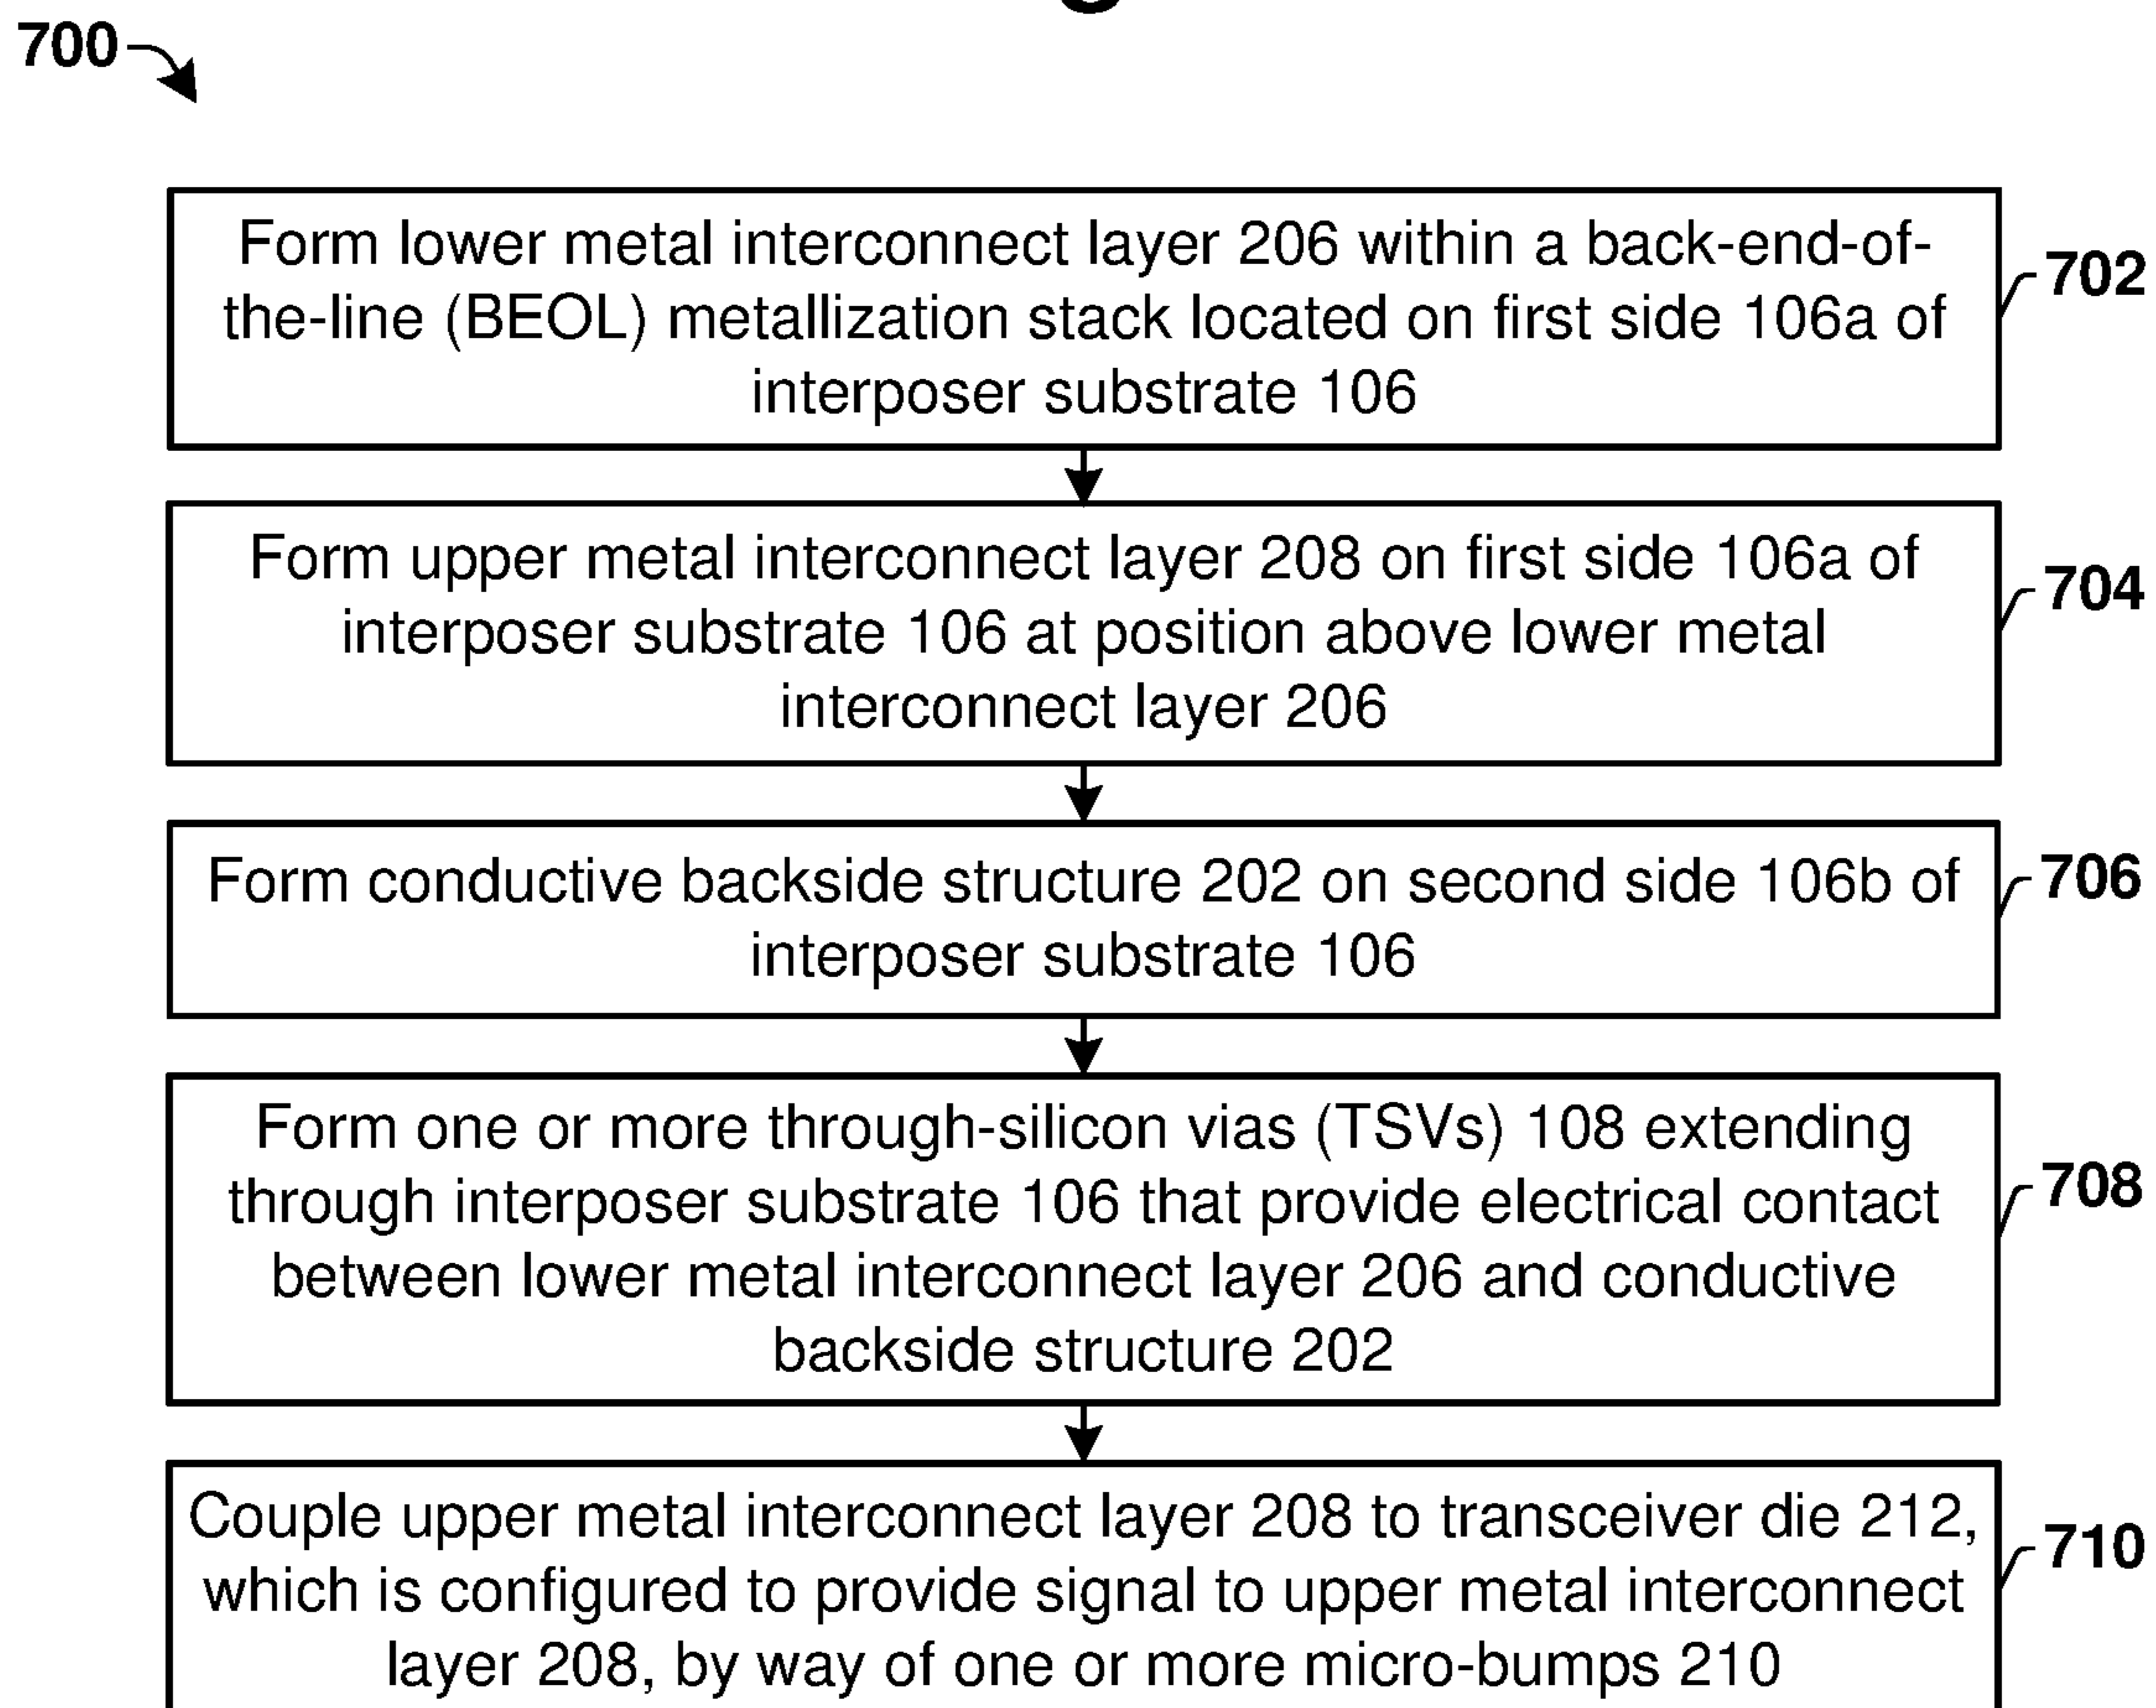 700
Form lower metal interconnect layer 206 within a back-end-of-
the-line (BEOL) metallization stack located on first side 106a of
interposer substrate 106
702
Form upper metal interconnect layer 208 on first side 106a of
interposer substrate 106 at position above lower metal
interconnect layer 206
704
Form conductive backside structure 202 on second side 106b of
interposer substrate 106
706
Form one or more through-silicon vias (TSVs) 108 extending
through interposer substrate 106 that provide electrical contact
between lower metal interconnect layer 206 and conductive
backside structure 202
708
Couple upper metal interconnect layer 208 to transceiver die 212,
which is configured to provide signal to upper metal interconnect
layer 208, by way of one or more micro-bumps 210
710